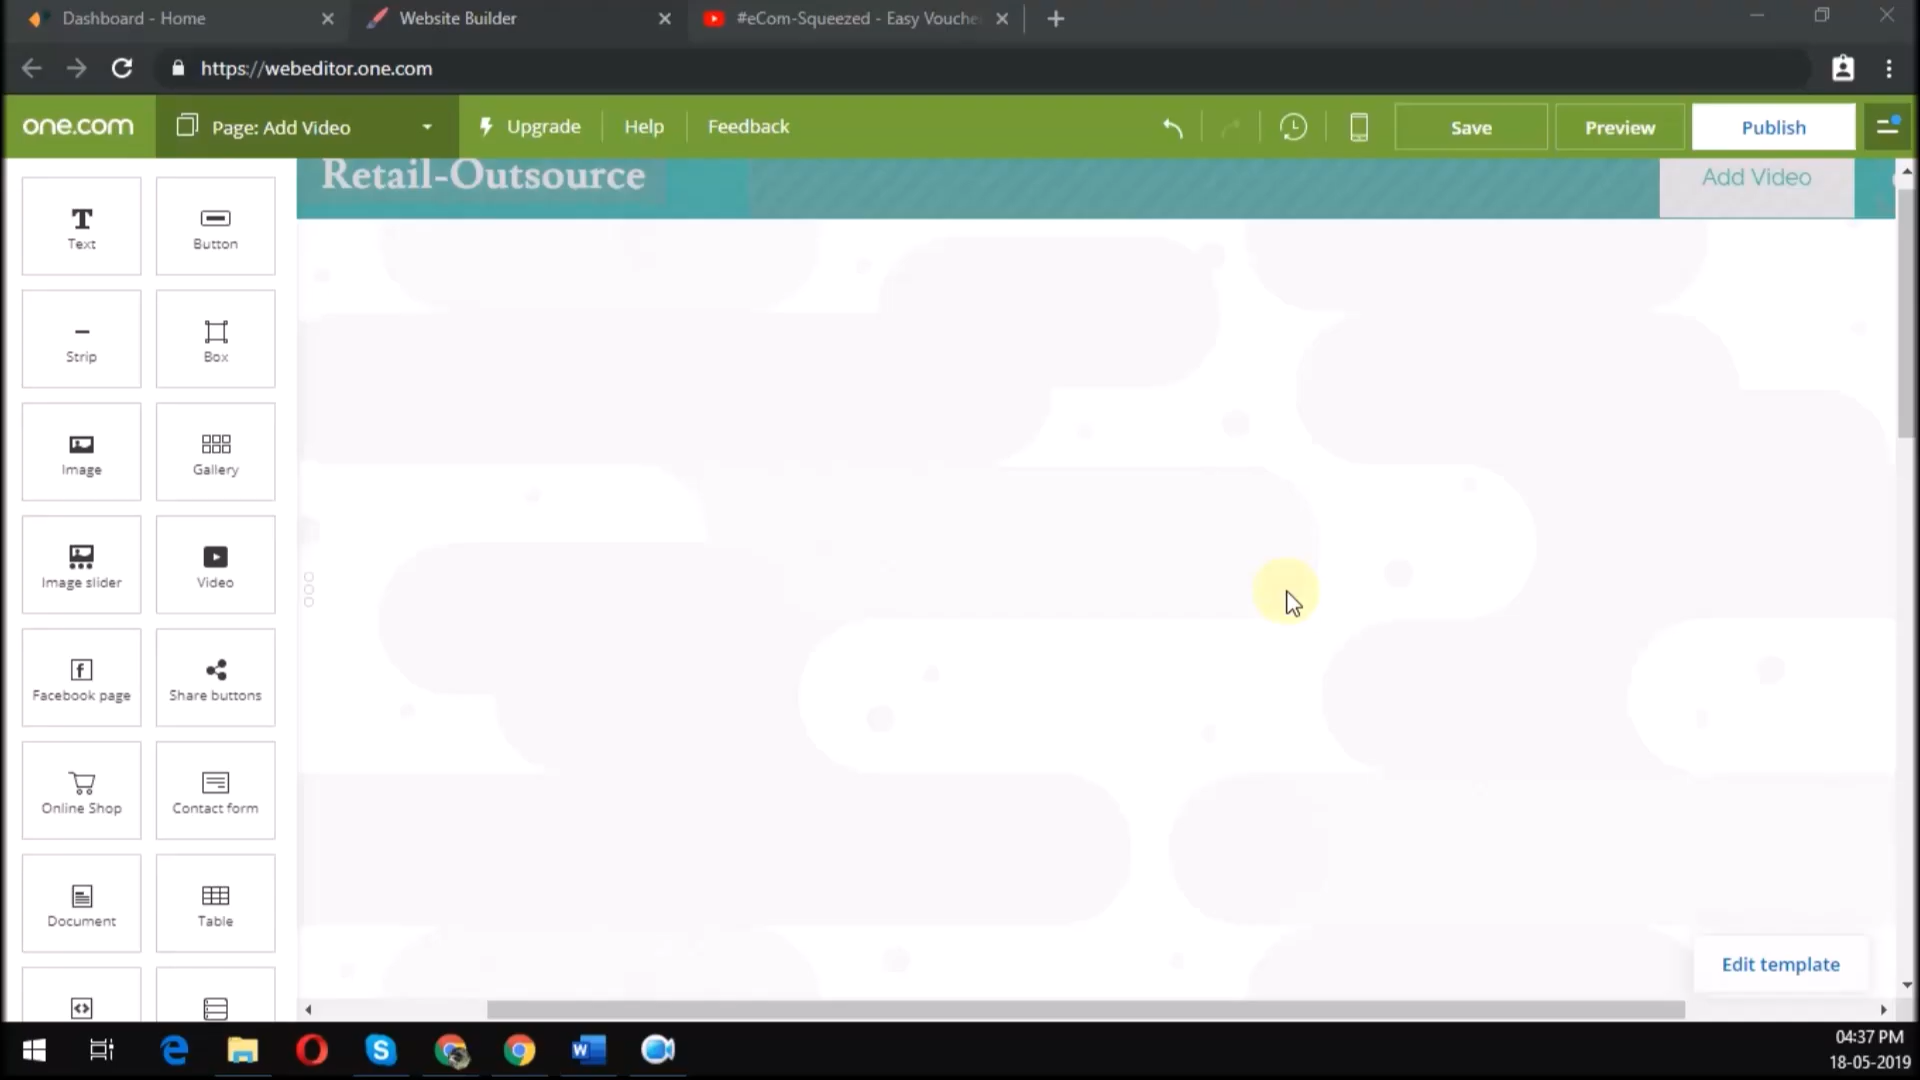 Dashboard - Home
Website Builder
#eCom-Squeezed - Easy Vouche
https://webeditor.one.com
one.com
Page: Add Video
Upgrade
Help
Feedback
Save
Preview
Publish
Retail-Outsource
Add Video
Text
Button
Strip
Box
Image
Gallery
Image slider
Video
Facebook page
Share buttons
Online Shop
Contact form
Document
Table
Edit template
04:37 PM
18-05-2019